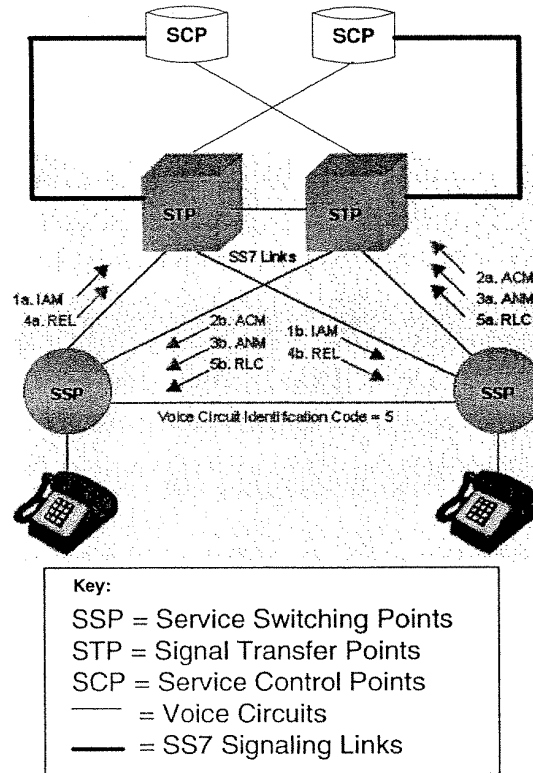 SCP
SCP
STP
STP
SS7 Links
1a. IAM
4a. REL
2a. ACM
3a. ANM
5a. RLC
2b. ACM
3b. ANM
5b. RLC
1b. IAM
4b. REL
SSP
SSP
Voice Circuit Identification Code = 5
Key:
SSP = Service Switching Points
STP = Signal Transfer Points
SCP = Service Control Points
= Voice Circuits
= SS7 Signaling Links